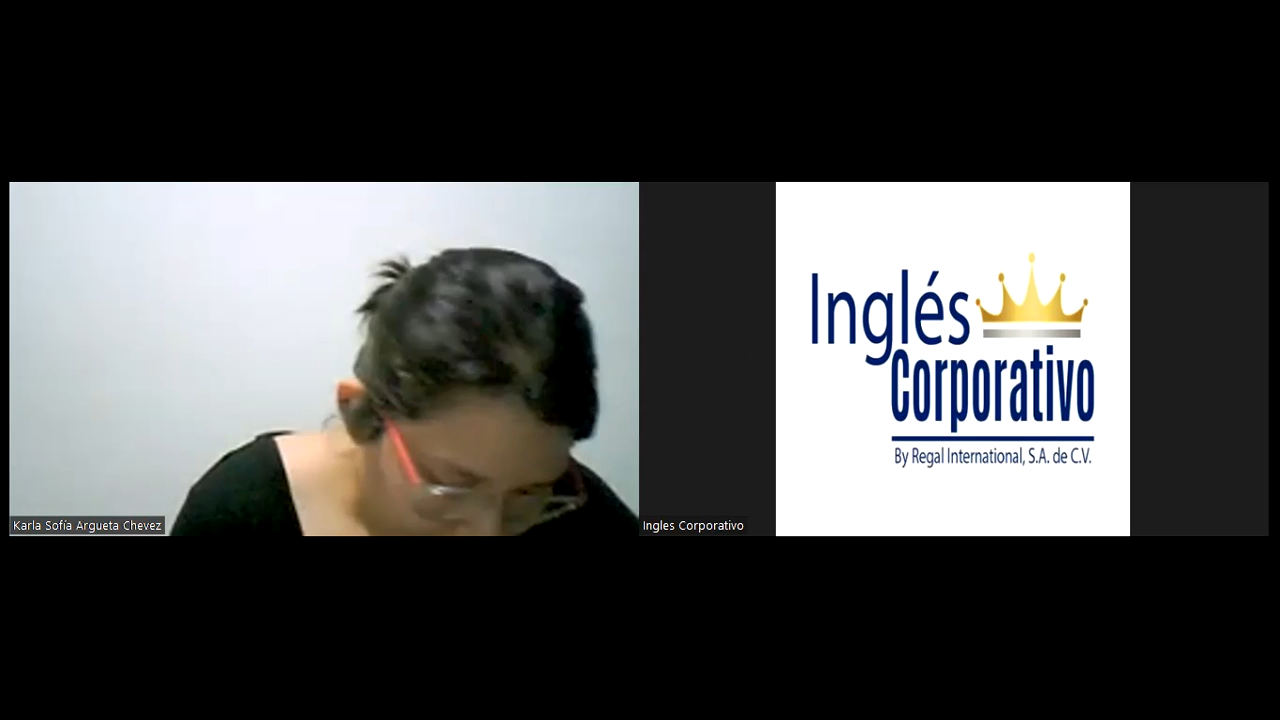 Inglés
Corporativo
By Regal International, S.A. de C.V.
Karla Sofía Argueta Chevez
Ingles Corporativo